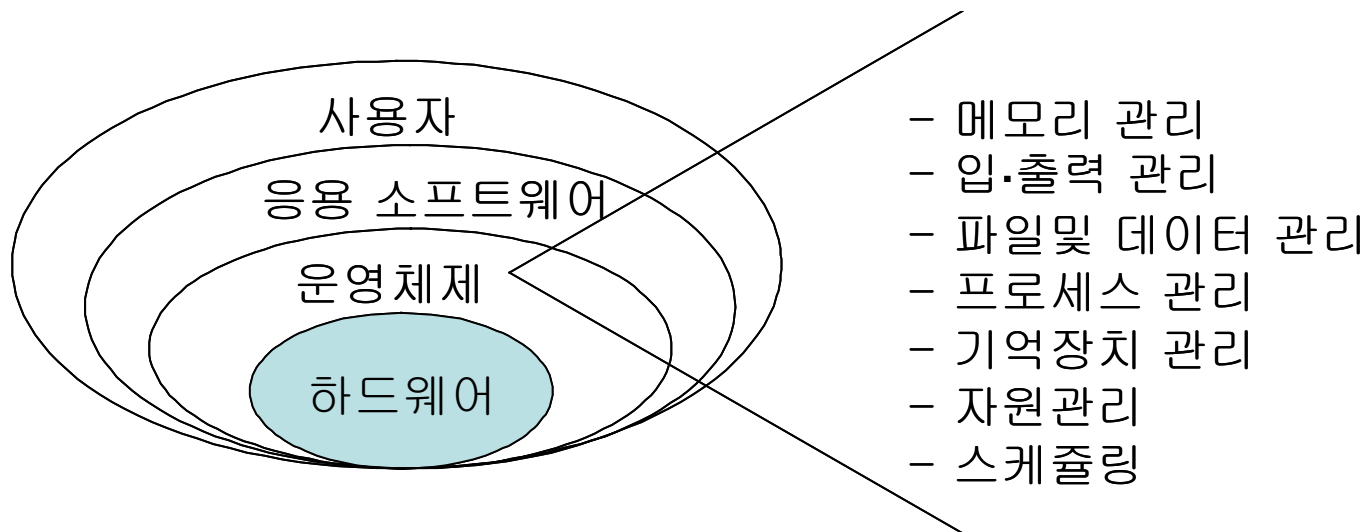 사용자
응용 소프트웨어
운영체제
하드웨어
- 메모리 관리
- 입·출력 관리
- 파일및 데이터 관리
- 프로세스 관리
- 기억장치 관리
- 자원관리
- 스케쥴링